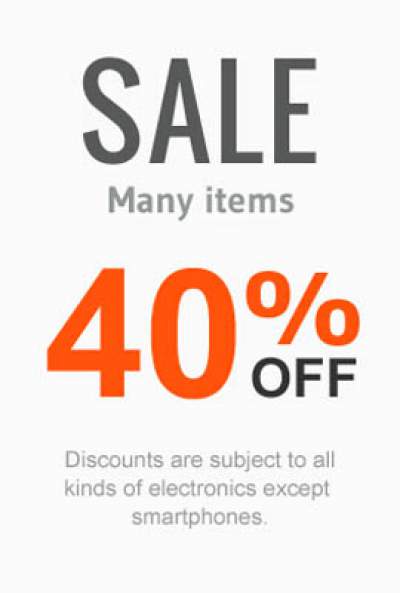 SALE
Many items
40%
OFF
Discounts are subject to all
kinds of electronics except
smartphones.